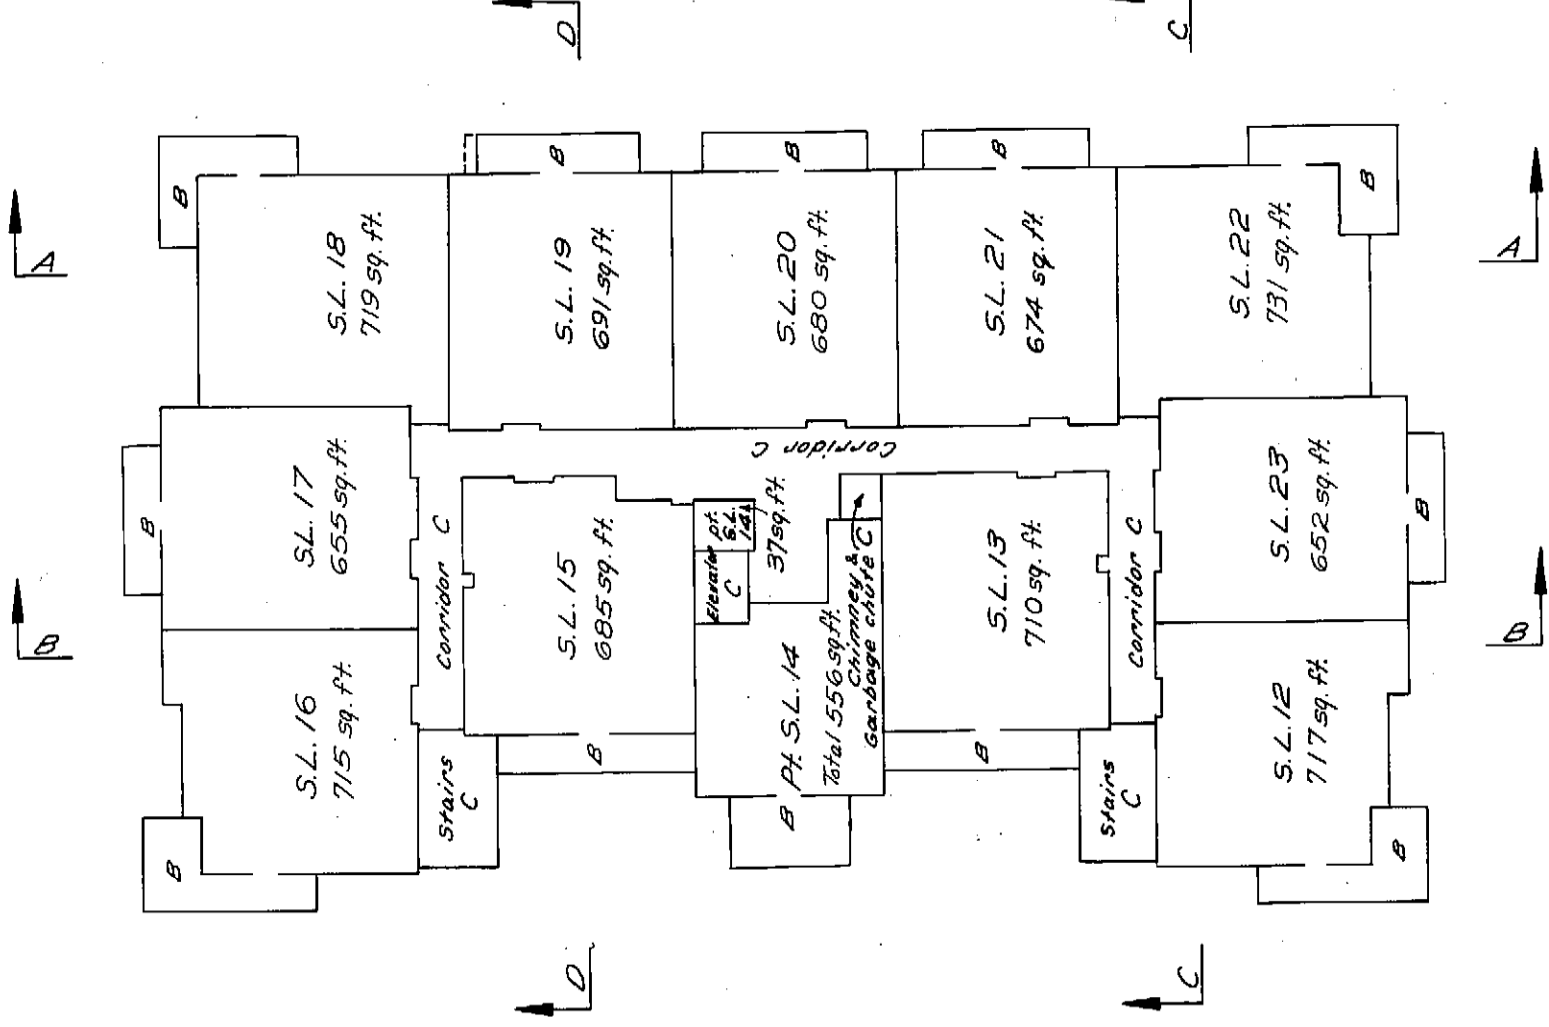 D
C
B
B
B
B
B
A
A
S.L. 18
719 sq. ft.
S.L. 19
691 sq. ft.
S.L. 20
680 sq. ft.
S.L. 21
674 sq. ft.
S.L. 22
731 sq. ft.
Corridor C
S.L. 17
655 sq. ft.
B
Corridor C
S.L. 15
685 sq. ft.
pt.
S.L.
14
37 sq. ft.
Elevator
C
S.L. 13
710 sq. ft.
Corridor C
S.L. 23
652 sq. ft.
B
B
B
S.L. 16
715 sq. ft.
Stairs
C
B
Pt. S.L. 14
Total 556 sq. ft.
Chimney &
Garbage chute C
B
B
Stairs
C
S.L. 12
717 sq. ft.
B
B
D
C